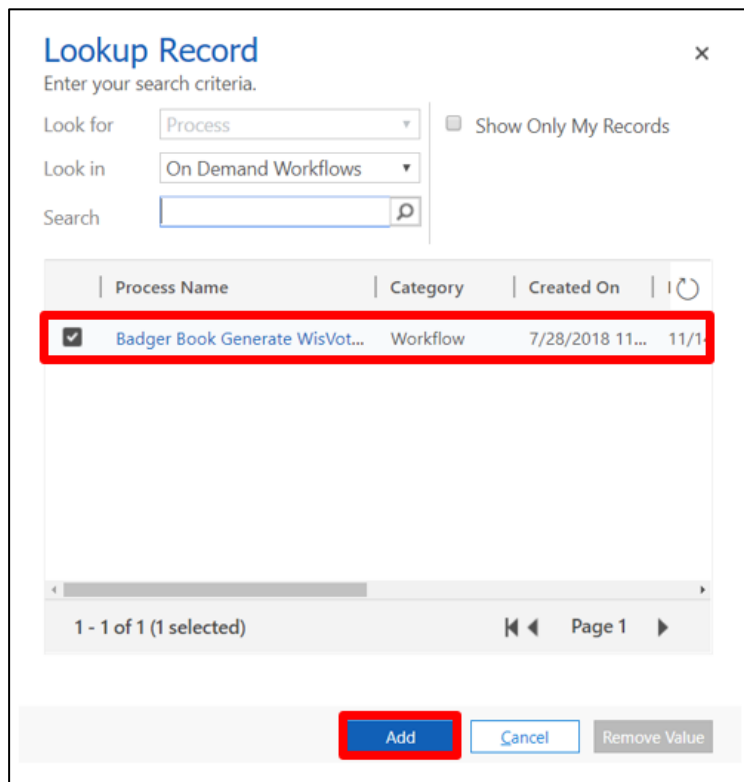 Lookup Record
Enter your search criteria.
Look for Process Show Only My Records
Look in On Demand Workflows
Search
Process Name Category Created On
Badger Book Generate WisVot... Workflow 7/28/2018 11... 11/1
1 - 1 of 1 (1 selected) Page 1
Add Cancel Remove Value